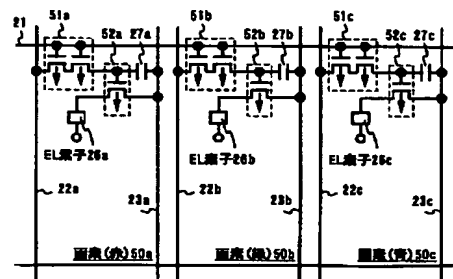 51a 52a 27a 51b 52b 27b 51c 52c 27c
21
EL素子26a EL素子26b EL素子26c
22a 23a 22b 23b 22c 23c
画素(赤)50a 画素(緑)50b 画素(青)50c